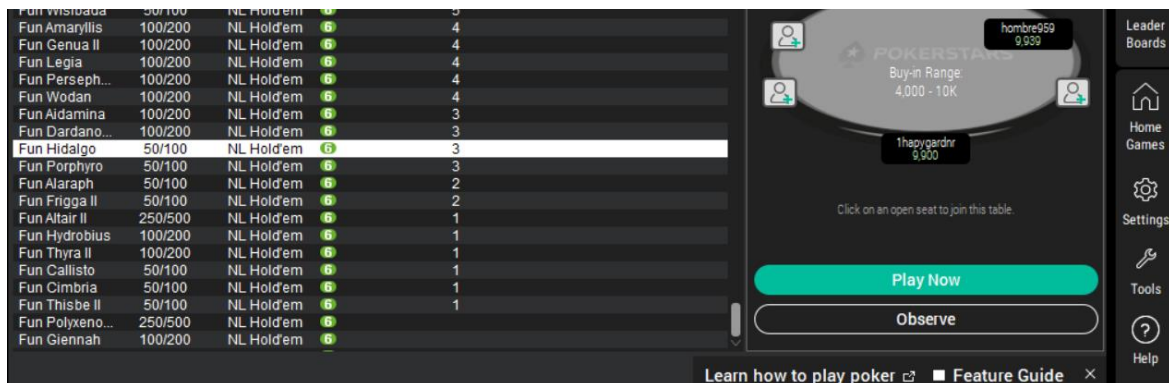 Fun Wisibada 50/100 NL Hold'em 6 5
Fun Amaryllis 100/200 NL Hold'em 6 4
Fun Genua II 100/200 NL Hold'em 6 4
Fun Legia 100/200 NL Hold'em 6 4
Fun Perseph... 100/200 NL Hold'em 6 4
Fun Wodan 100/200 NL Hold'em 6 4
Fun Aidamina 100/200 NL Hold'em 6 3
Fun Dardano... 100/200 NL Hold'em 6 3
Fun Hidalgo 50/100 NL Hold'em 6 3
Fun Porphyro 50/100 NL Hold'em 6 3
Fun Alaraph 50/100 NL Hold'em 6 2
Fun Frigga II 50/100 NL Hold'em 6 2
Fun Altair II 250/500 NL Hold'em 6 1
Fun Hydrobius 100/200 NL Hold'em 6 1
Fun Thyra II 100/200 NL Hold'em 6 1
Fun Callisto 50/100 NL Hold'em 6 1
Fun Cimbria 50/100 NL Hold'em 6 1
Fun Thisbe II 50/100 NL Hold'em 6 1
Fun Polyxeno... 250/500 NL Hold'em 6
Fun Giennah 100/200 NL Hold'em 6
hombre959
9,939
POKERSTARS
Buy-in Range:
4,000 - 10K
1hapygardnr
9,900
Click on an open seat to join this table.
Play Now
Observe
Learn how to play poker
Feature Guide ×
Leader
Boards
Home
Games
Settings
Tools
?
Help